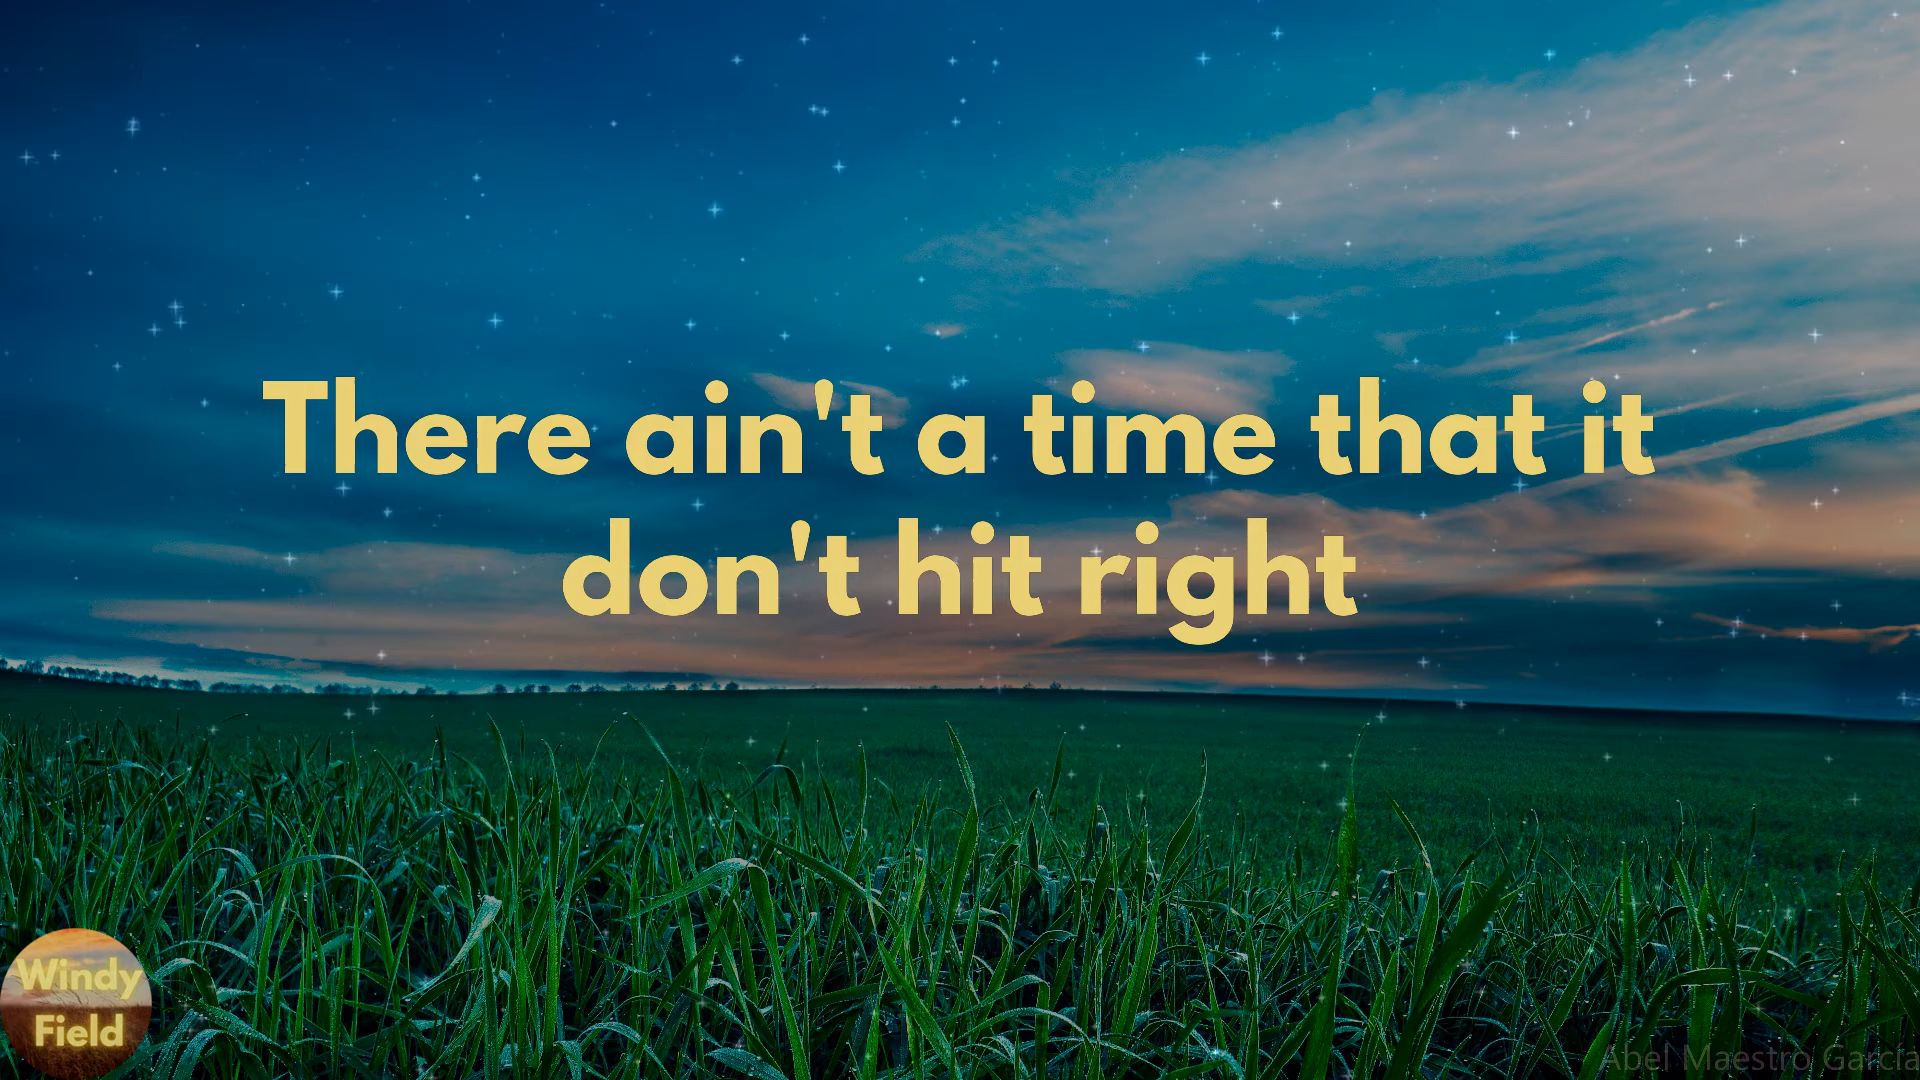 There ain't a time that it
don't hit right
Windy
Field
Abel Maestro García